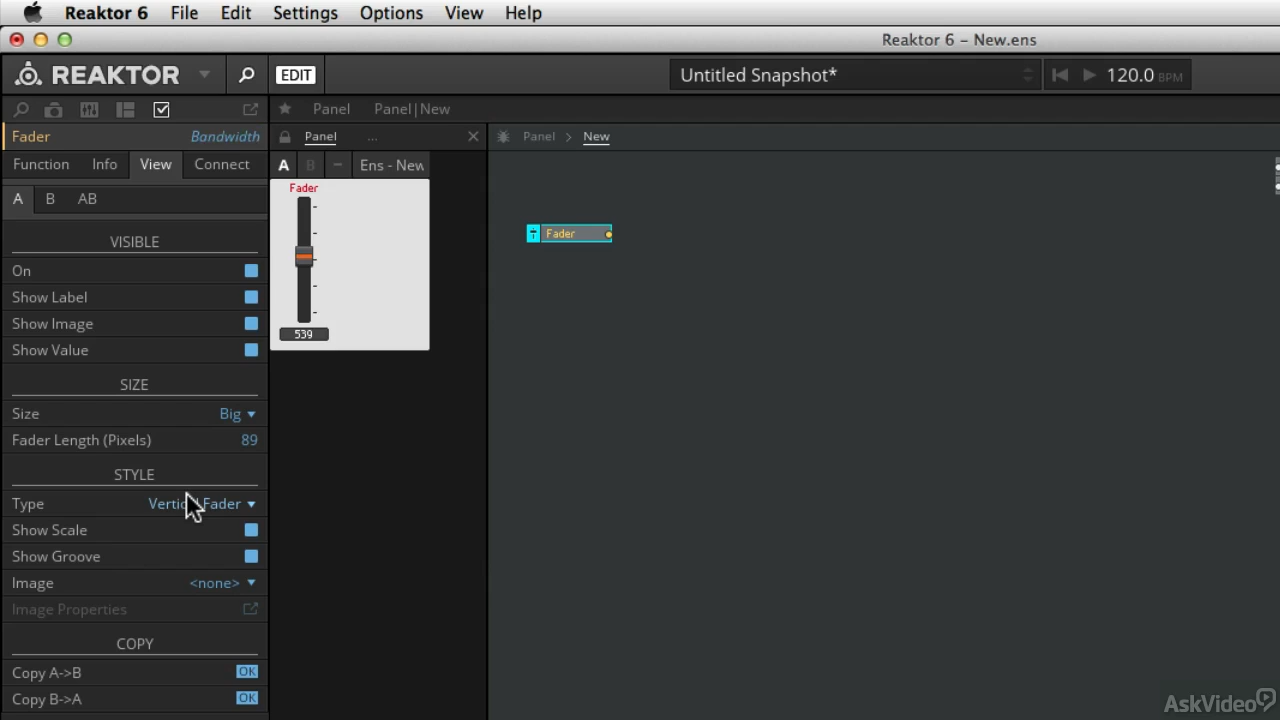 Reaktor 6 File Edit Settings Options View Help
Reaktor 6 – New.ens
REAKTOR EDIT Untitled Snapshot* 120.0 BPM
Panel Panel|New
Fader Bandwidth Panel ... Panel > New
Function Info View Connect A B – Ens - New
A B AB
Fader
VISIBLE
Fader
On
Show Label
Show Image
539
Show Value
SIZE
Size Big
Fader Length (Pixels) 89
STYLE
Type Vertical Fader
Show Scale
Show Groove
Image <none>
Image Properties
COPY
Copy A->B OK
Copy B->A OK
AskVideo